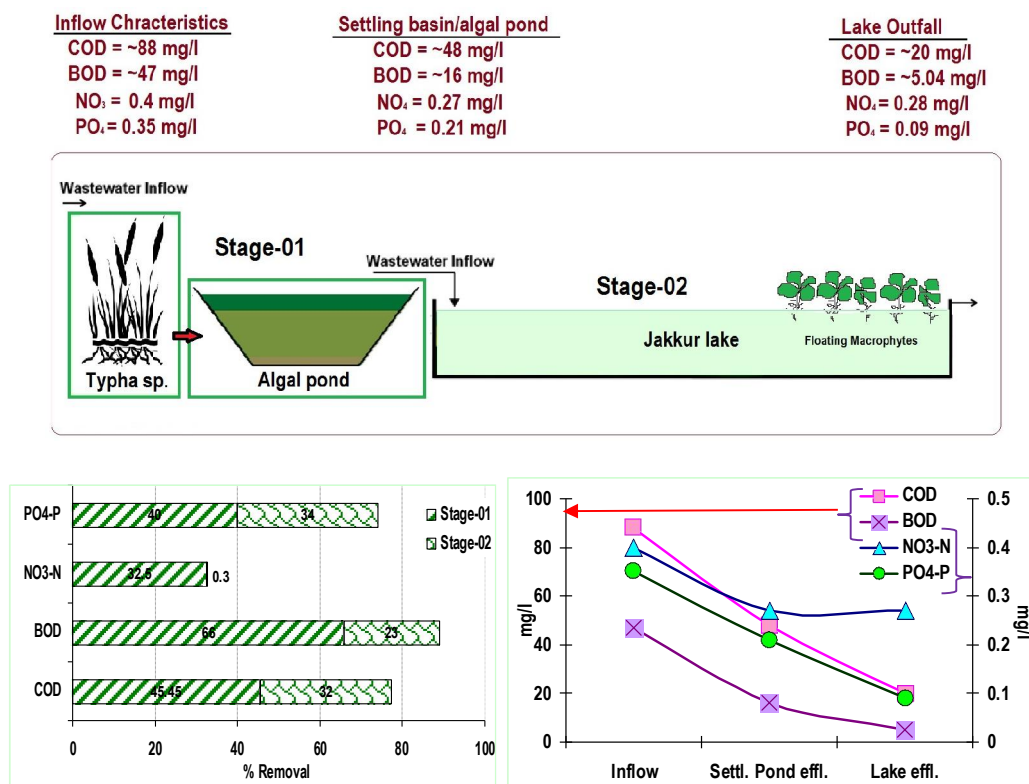 Inflow Chracteristics
COD = ~88 mg/l
BOD = ~47 mg/l
NO₃ = 0.4 mg/l
PO₄ = 0.35 mg/l
Settling basin/algal pond
COD = ~48 mg/l
BOD = ~16 mg/l
NO₄ = 0.27 mg/l
PO₄ = 0.21 mg/l
Lake Outfall
COD = ~20 mg/l
BOD = ~5.04 mg/l
NO₄ = 0.28 mg/l
PO₄ = 0.09 mg/l
Wastewater Inflow
Stage-01
Typha sp.
Algal pond
Wastewater Inflow
Stage-02
Jakkur lake
Floating Macrophytes
PO4-P
40
34
NO3-N
32.5
0.3
BOD
66
23
COD
45.45
32
Stage-01
Stage-02
0
20
40
60
80
100
% Removal
COD
BOD
NO3-N
PO4-P
100
80
60
40
20
0
mg/l
0.5
0.4
0.3
0.2
0.1
0
mg/l
Inflow
Settl. Pond effl.
Lake effl.